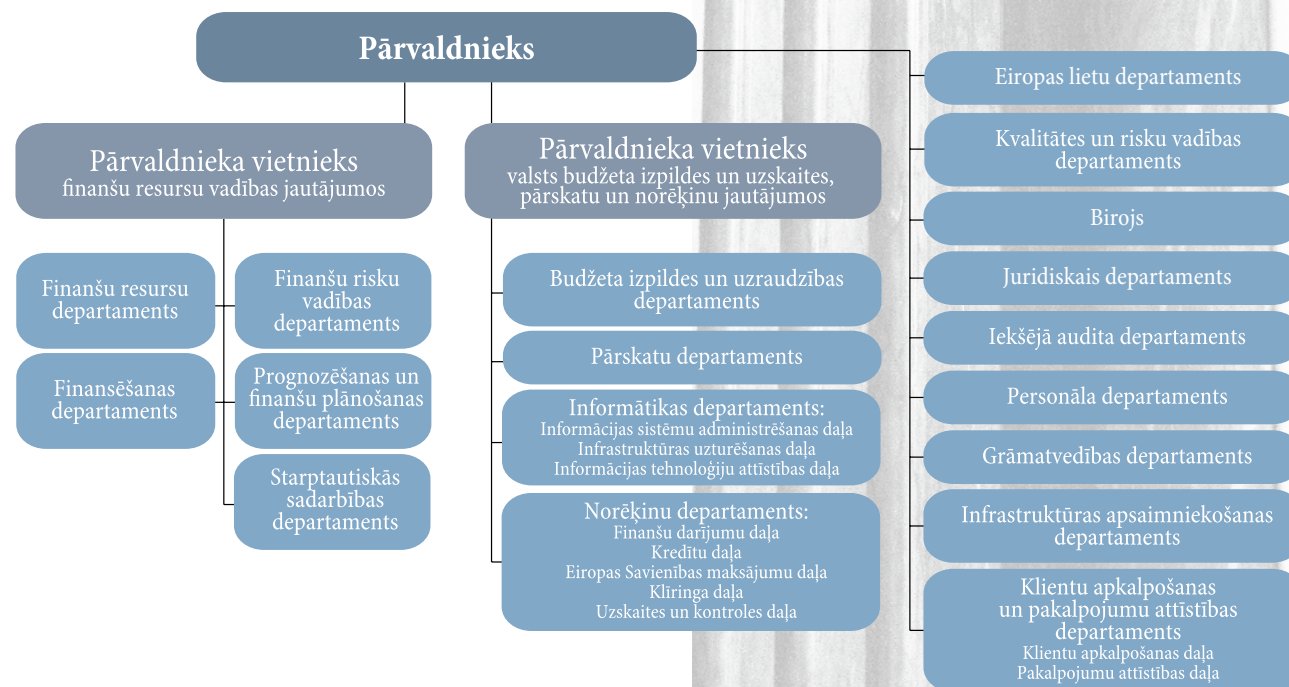 Pārvaldnieks
Pārvaldnieka vietnieks
finanšu resursu vadības jautājumos
Finanšu resursu
departaments
Finanšu risku
vadības
departaments
Finansēšanas
departaments
Prognozēšanas un
finanšu plānošanas
departaments
Starptautiskās
sadarbības
departaments
Pārvaldnieka vietnieks
valsts budžeta izpildes un uzskaites,
pārskatu un norēķinu jautājumos
Budžeta izpildes un uzraudzības
departaments
Pārskatu departaments
Informātikas departaments:
Informācijas sistēmu administrēšanas daļa
Infrastruktūras uzturēšanas daļa
Informācijas tehnoloģiju attīstības daļa
Norēķinu departaments:
Finanšu darījumu daļa
Kredītu daļa
Eiropas Savienības maksājumu daļa
Klīringa daļa
Uzskaites un kontroles daļa
Eiropas lietu departaments
Kvalitātes un risku vadības
departaments
Birojs
Juridiskais departaments
Iekšējā audita departaments
Personāla departaments
Grāmatvedības departaments
Infrastruktūras apsaimniekošanas
departaments
Klientu apkalpošanas
un pakalpojumu attīstības
departaments
Klientu apkalpošanas daļa
Pakalpojumu attīstības daļa